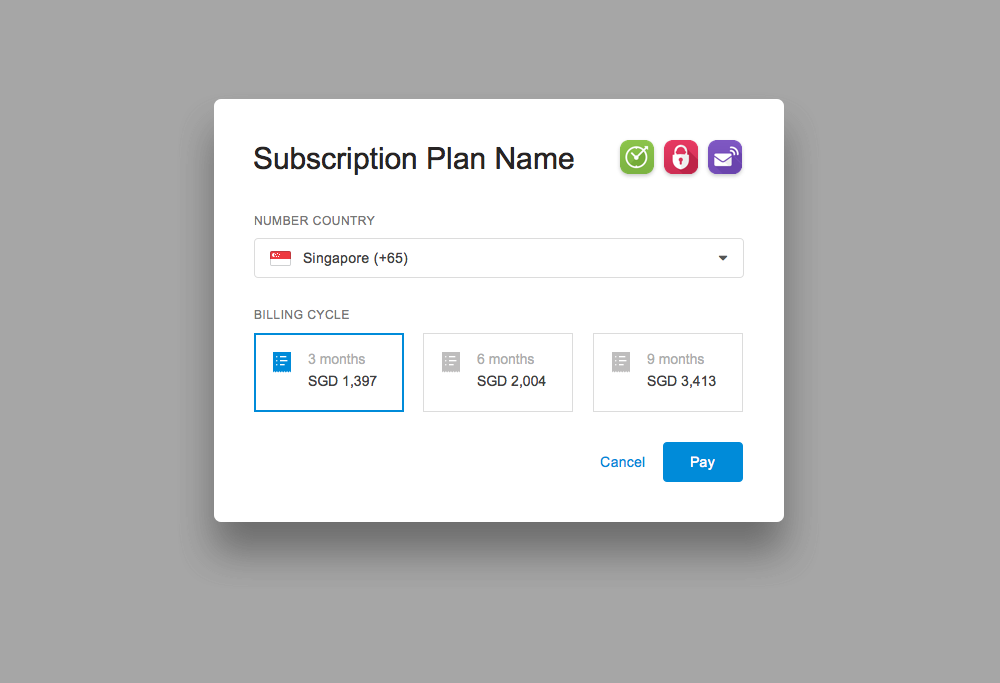 Subscription Plan Name
NUMBER COUNTRY
Singapore (+65)
BILLING CYCLE
3 months
SGD 1,397
6 months
SGD 2,004
9 months
SGD 3,413
Cancel
Pay